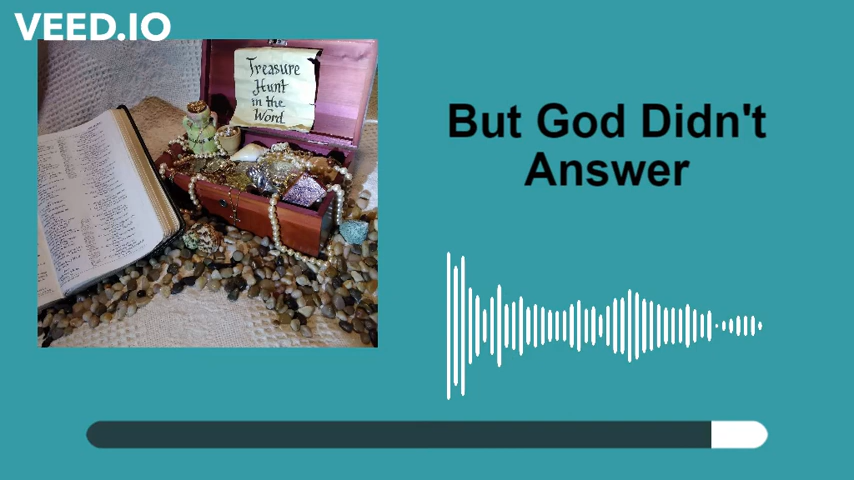 VEED.IO
Treasure
Hunt
in the
Word
But God Didn't
Answer